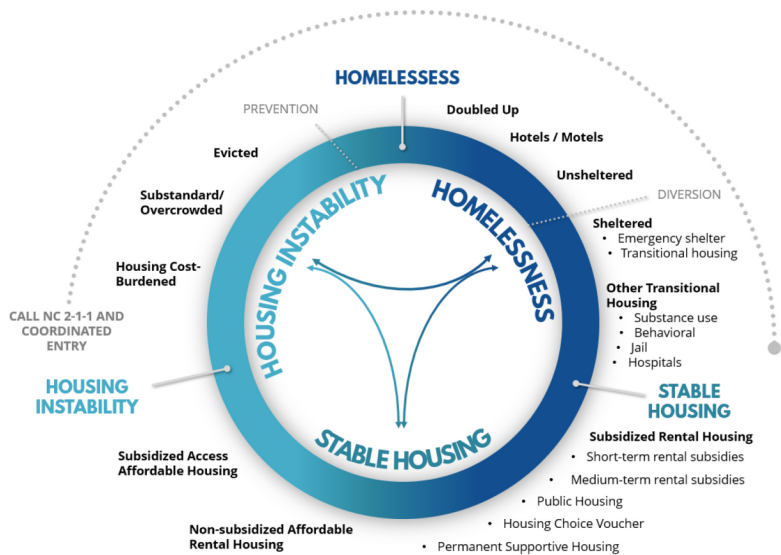 HOMELESSESS
PREVENTION
Doubled Up
Hotels / Motels
Evicted
Unsheltered
Substandard/
Overcrowded
DIVERSION
Sheltered
• Emergency shelter
• Transitional housing
Housing Cost-
Burdened
Other Transitional
Housing
• Substance use
• Behavioral
• Jail
• Hospitals
CALL NC 2-1-1 AND
COORDINATED
ENTRY
HOUSING
INSTABILITY
STABLE
HOUSING
HOUSING INSTABILITY
HOMELESSNESS
STABLE HOUSING
Subsidized Rental Housing
• Short-term rental subsidies
• Medium-term rental subsidies
• Public Housing
• Housing Choice Voucher
• Permanent Supportive Housing
Subsidized Access
Affordable Housing
Non-subsidized Affordable
Rental Housing